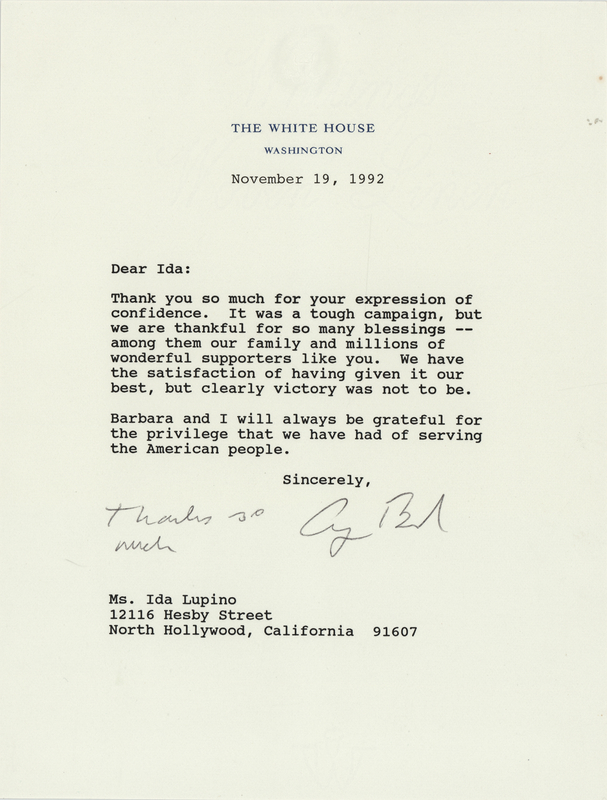 THE WHITE HOUSE
WASHINGTON
November 19, 1992
Dear Ida:
Thank you so much for your expression of
confidence.  It was a tough campaign, but
we are thankful for so many blessings --
among them our family and millions of
wonderful supporters like you.  We have
the satisfaction of having given it our
best, but clearly victory was not to be.
Barbara and I will always be grateful for
the privilege that we have had of serving
the American people.
Sincerely,
Thanks so
much
Ms. Ida Lupino
12116 Hesby Street
North Hollywood, California  91607